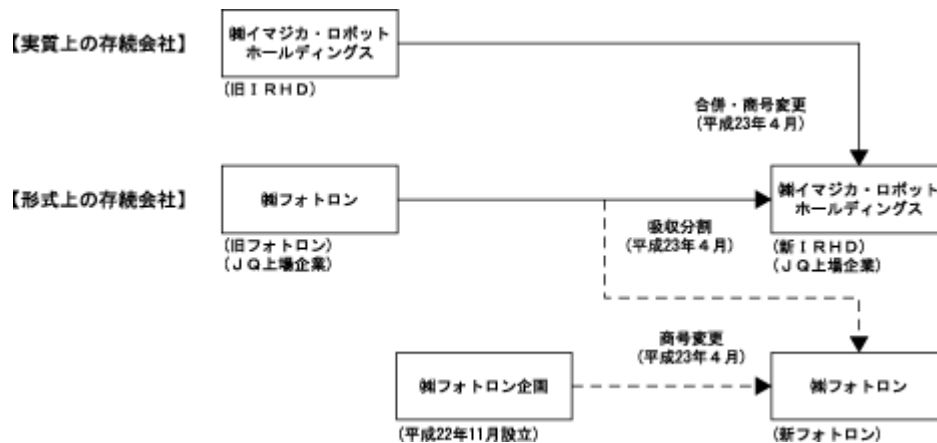 【実質上の存続会社】
㈱イマジカ・ロボット
ホールディングス
(旧ＩＲＨＤ)
合併・商号変更
(平成23年４月)
【形式上の存続会社】
㈱フォトロン
(旧フォトロン)
(ＪＱ上場企業)
吸収分割
(平成23年４月)
㈱イマジカ・ロボット
ホールディングス
(新ＩＲＨＤ)
(ＪＱ上場企業)
㈱フォトロン企画
(平成22年11月設立)
商号変更
(平成23年４月)
㈱フォトロン
(新フォトロン)